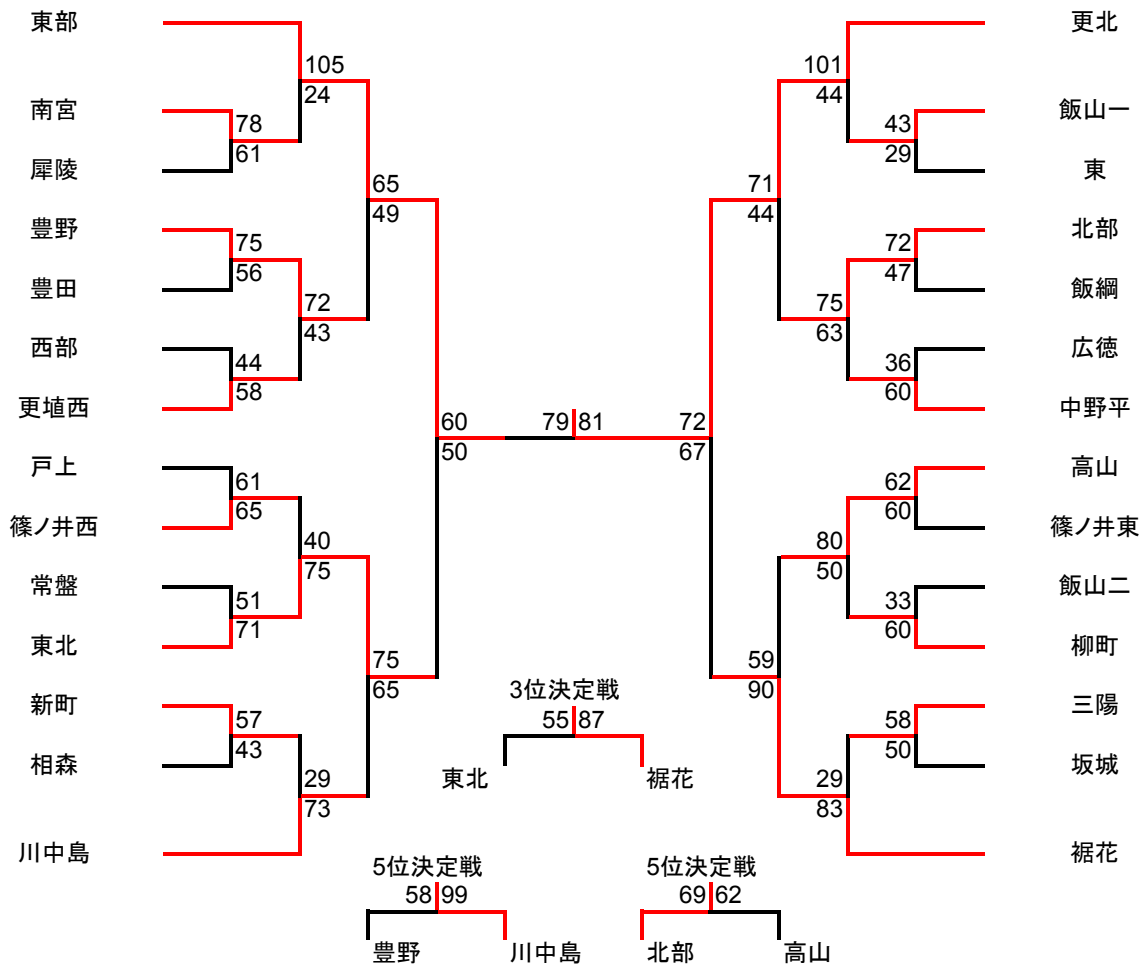 東部 更北
105 101
24 44
南宮 78 43 飯山一
61 29
犀陵 東
65 71
49 44
豊野 75 72 北部
56 47
豊田 飯綱
72 75
43 63
西部 44 36 広徳
58 60
更埴西 中野平
60 79 81 72
50 67
戸上 61 62 高山
65 60
篠ノ井西 篠ノ井東
40 80
75 50
常盤 51 33 飯山二
71 60
東北 柳町
75 59
65 90
3位決定戦
新町 57 55 87 58 三陽
43 50
相森 東北 裾花 坂城
29 29
73 83
川中島 裾花
5位決定戦 5位決定戦
58 99 69 62
豊野 川中島 北部 高山